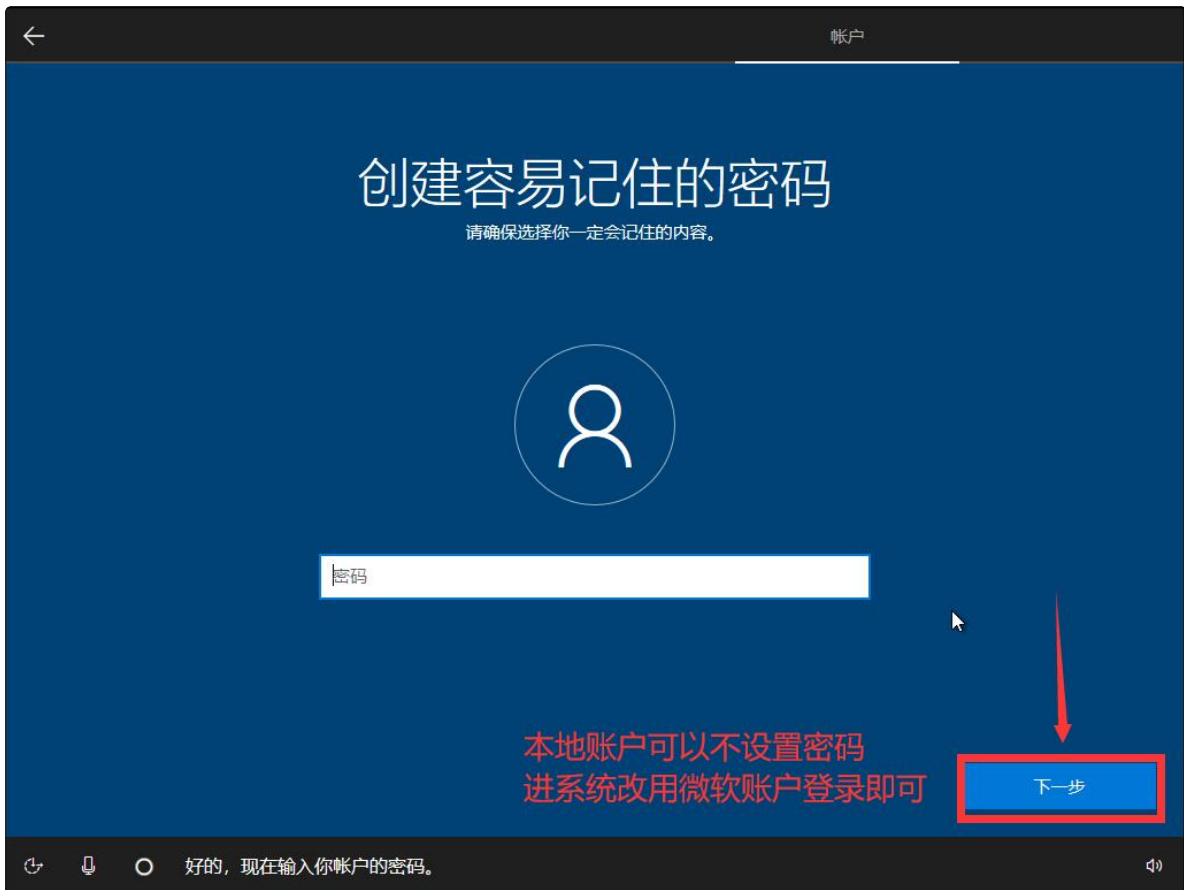 帐户
创建容易记住的密码
请确保选择你一定会记住的内容。
密码
本地账户可以不设置密码
进系统改用微软账户登录即可
下一步
好的，现在输入你帐户的密码。